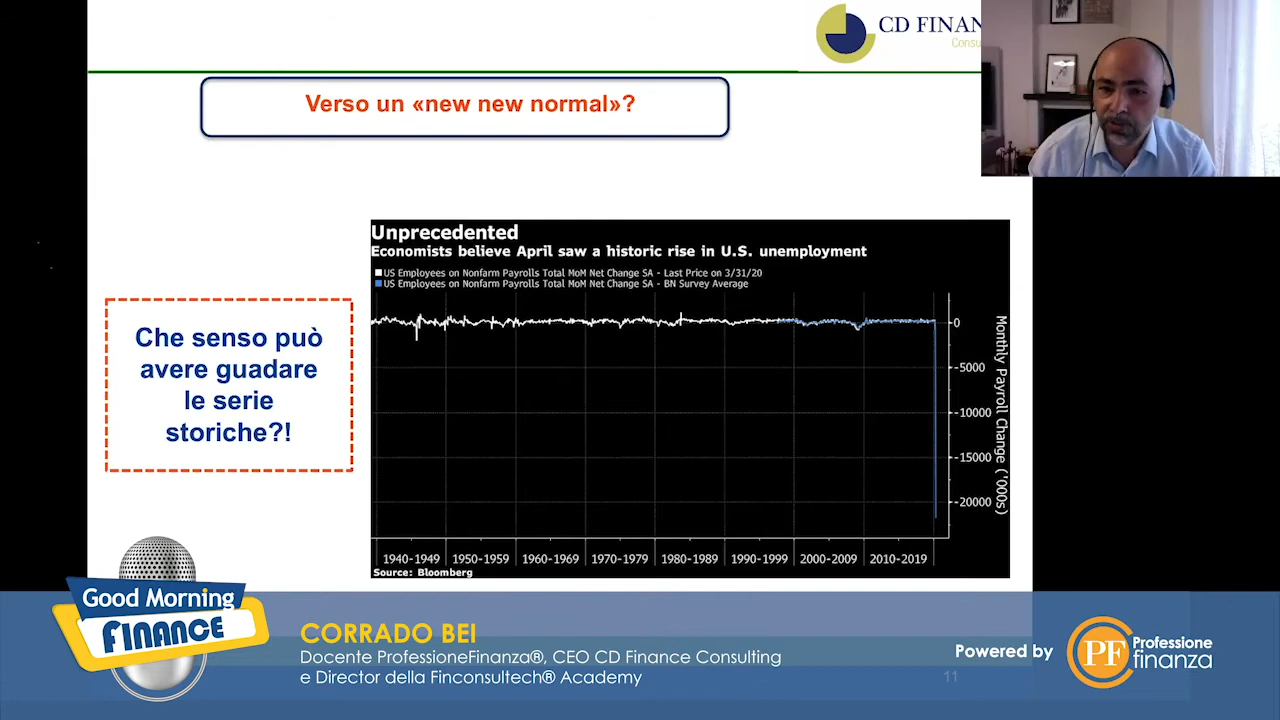 CD FINAN
Consu
Verso un «new new normal»?
Unprecedented
Economists believe April saw a historic rise in U.S. unemployment
US Employees on Nonfarm Payrolls Total MoM Net Change SA - Last Price on 3/31/20
US Employees on Nonfarm Payrolls Total MoM Net Change SA - BN Survey Average
Che senso può
avere guadare
le serie
storiche?!
0
-5000
-10000
-15000
-20000
Monthly Payroll Change ('000s)
1940-1949 1950-1959 1960-1969 1970-1979 1980-1989 1990-1999 2000-2009 2010-2019
Source: Bloomberg
Good Morning
FINANCE
CORRADO BEI
Docente ProfessioneFinanza®, CEO CD Finance Consulting
e Director della Finconsultech® Academy
Powered by
PF
Professione
finanza
11